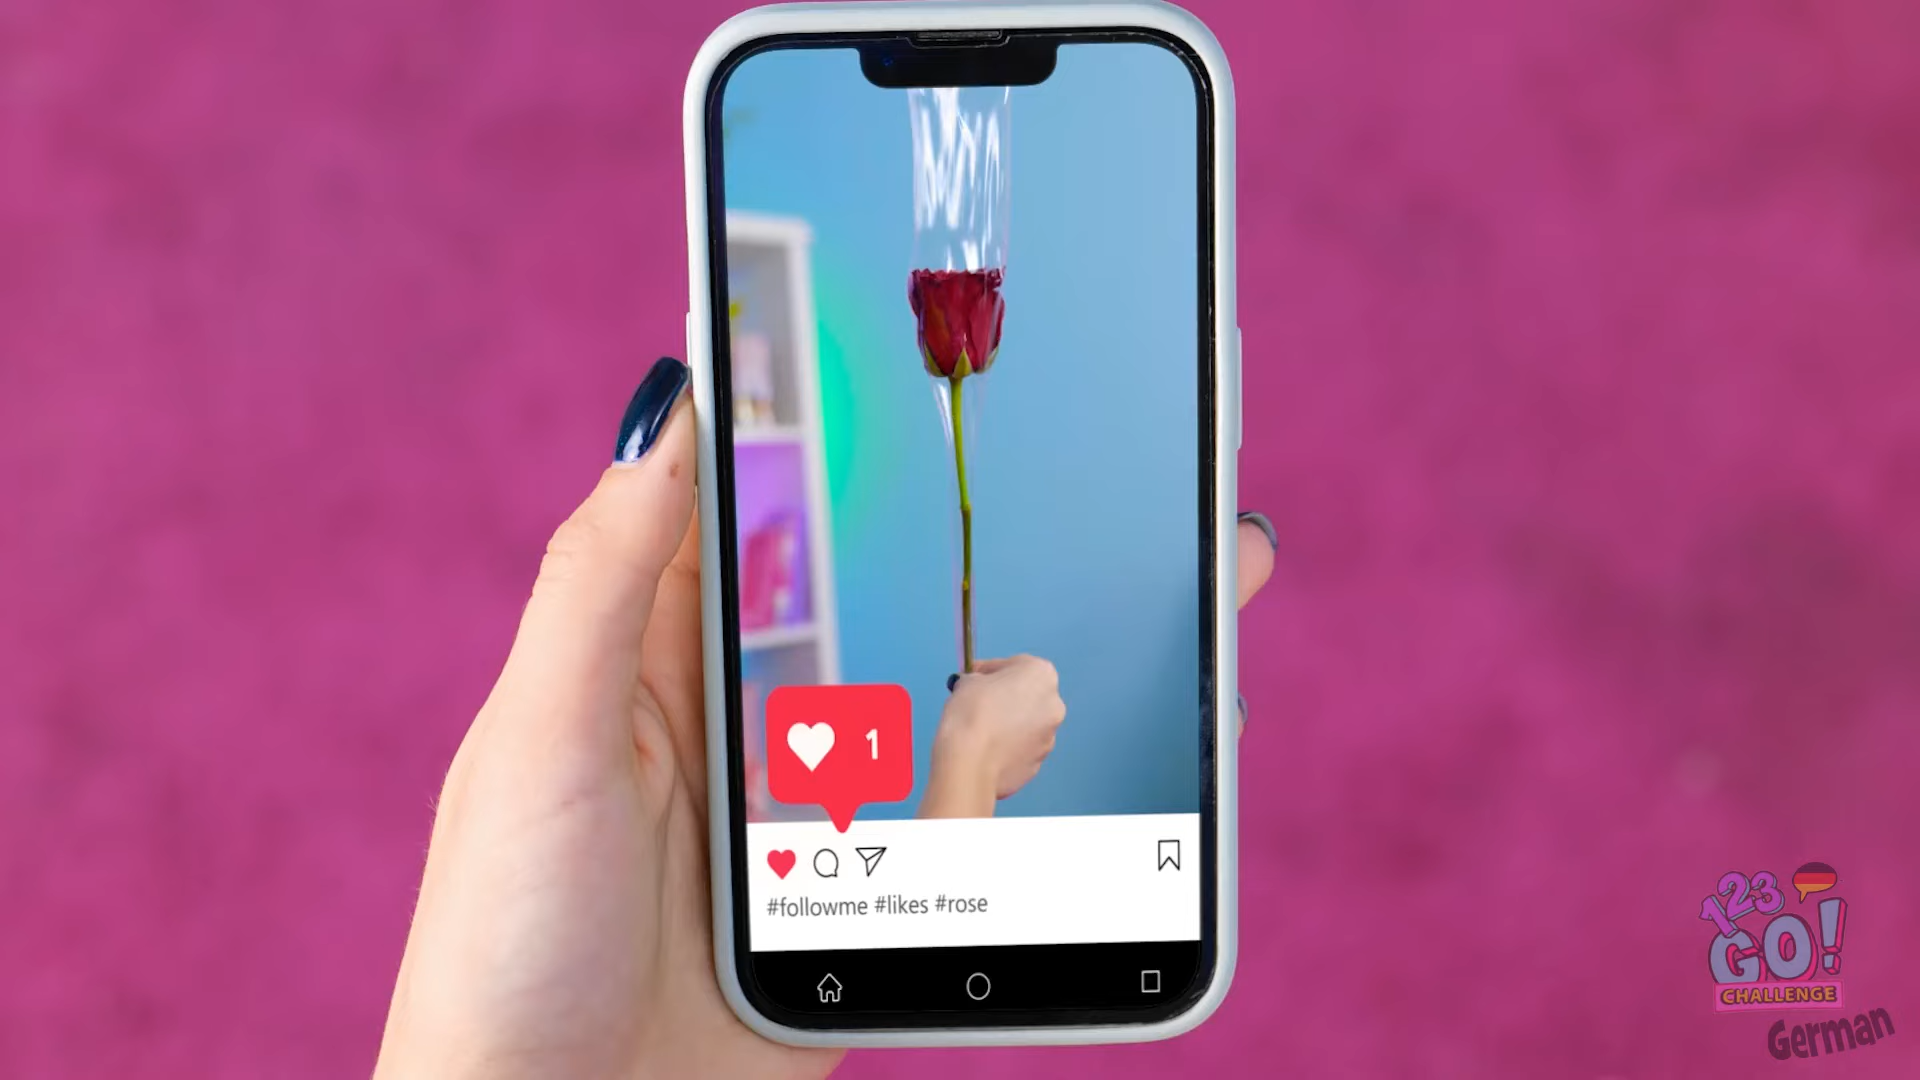 1
#followme #likes #rose
123
GO!
CHALLENGE
German